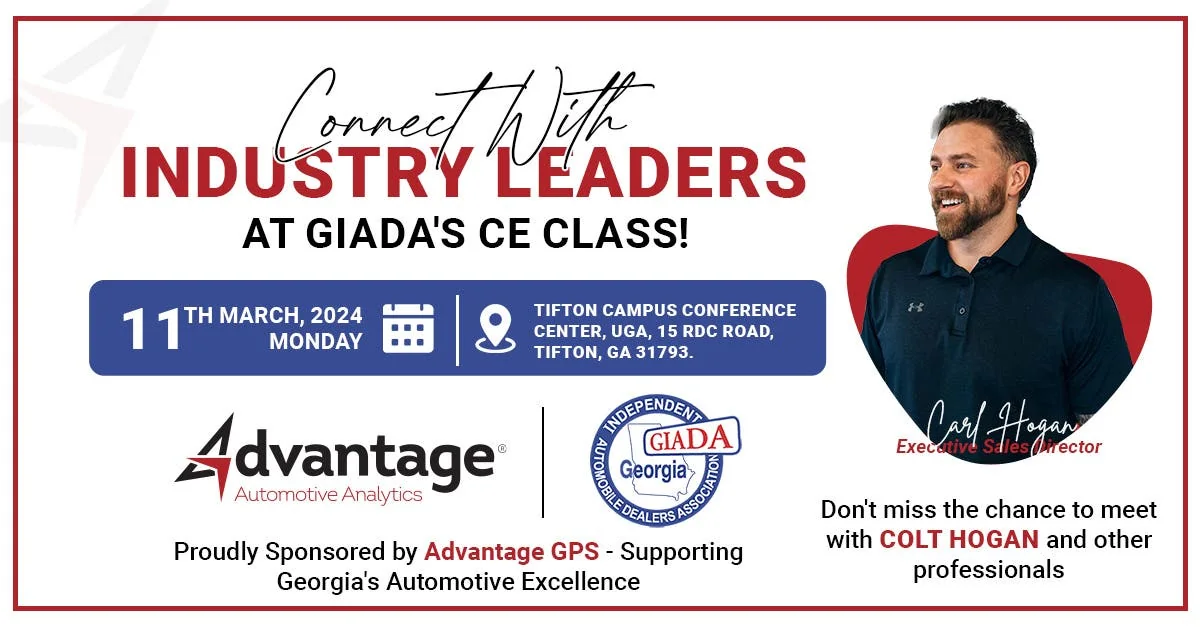 Connect With
INDUSTRY LEADERS
AT GIADA'S CE CLASS!
11TH MARCH, 2024
MONDAY
TIFTON CAMPUS CONFERENCE
CENTER, UGA, 15 RDC ROAD,
TIFTON, GA 31793.
Advantage®
Automotive Analytics
INDEPENDENT
AUTOMOBILE DEALERS ASSOCIATION
GIADA
Georgia
Proudly Sponsored by Advantage GPS - Supporting
Georgia's Automotive Excellence
Carl Hogan
Executive Sales Director
Don't miss the chance to meet
with COLT HOGAN and other
professionals